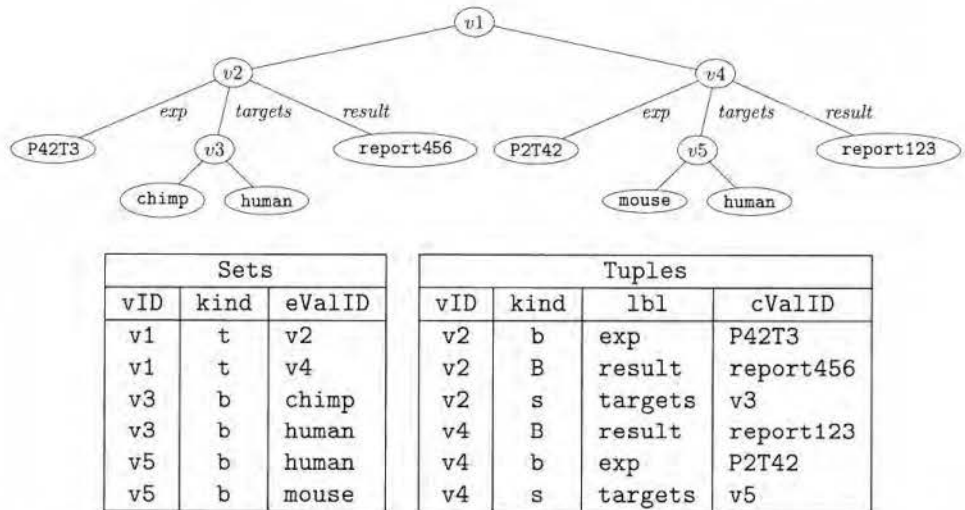 v1
v2 v4
exp targets result exp targets result
P42T3 v3 report456 P2T42 v5 report123
chimp human mouse human
Sets Tuples
vID kind eValID vID kind lbl cValID
v1 t v2 v2 b exp P42T3
v1 t v4 v2 B result report456
v3 b chimp v2 s targets v3
v3 b human v4 B result report123
v5 b human v4 b exp P2T42
v5 b mouse v4 s targets v5